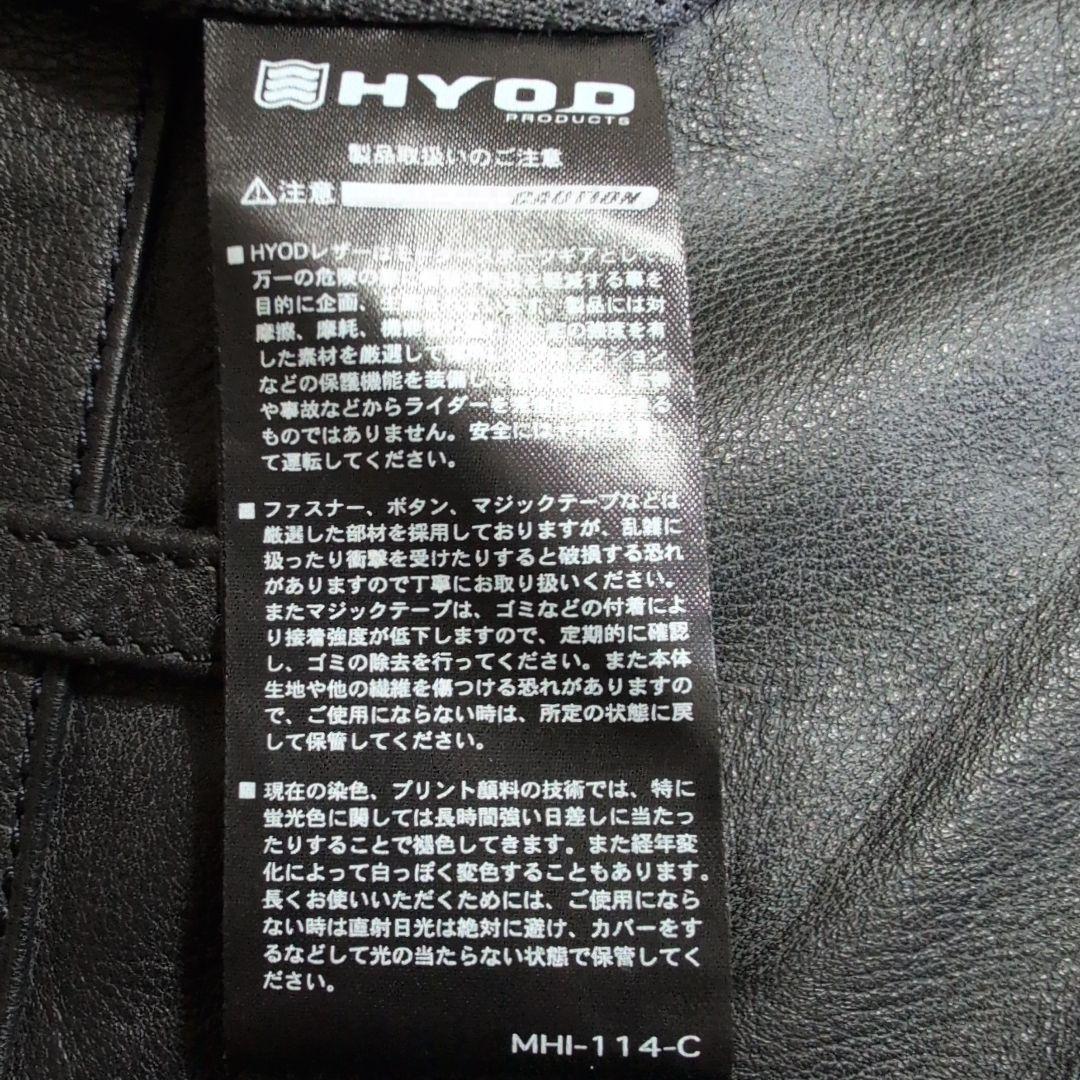 HYOD
PRODUCTS
製品取扱いのご注意
注意 CAUTION
■ HYODレザーは
万一の危険の
目的に企画、 製品には対
摩擦、摩耗、機能
した素材を厳選して
などの保護機能を装備して
や事故などからライダーを
ものではありません。安全には
て運転してください。
■ ファスナー、ボタン、マジックテープなどは
厳選した部材を採用しておりますが、乱雑に
扱ったり衝撃を受けたりすると破損する恐れ
がありますので丁寧にお取り扱いください。
またマジックテープは、ゴミなどの付着によ
り接着強度が低下しますので、定期的に確認
し、ゴミの除去を行ってください。また本体
生地や他の繊維を傷つける恐れがありますの
で、ご使用にならない時は、所定の状態に戻
して保管してください。
■ 現在の染色、プリント顔料の技術では、特に
蛍光色に関しては長時間強い日差しに当たっ
たりすることで褪色してきます。また経年変
化によって白っぽく変色することもあります。
長くお使いいただくためには、ご使用になら
ない時は直射日光は絶対に避け、カバーをす
るなどして光の当たらない状態で保管してく
ださい。
MHI-114-C